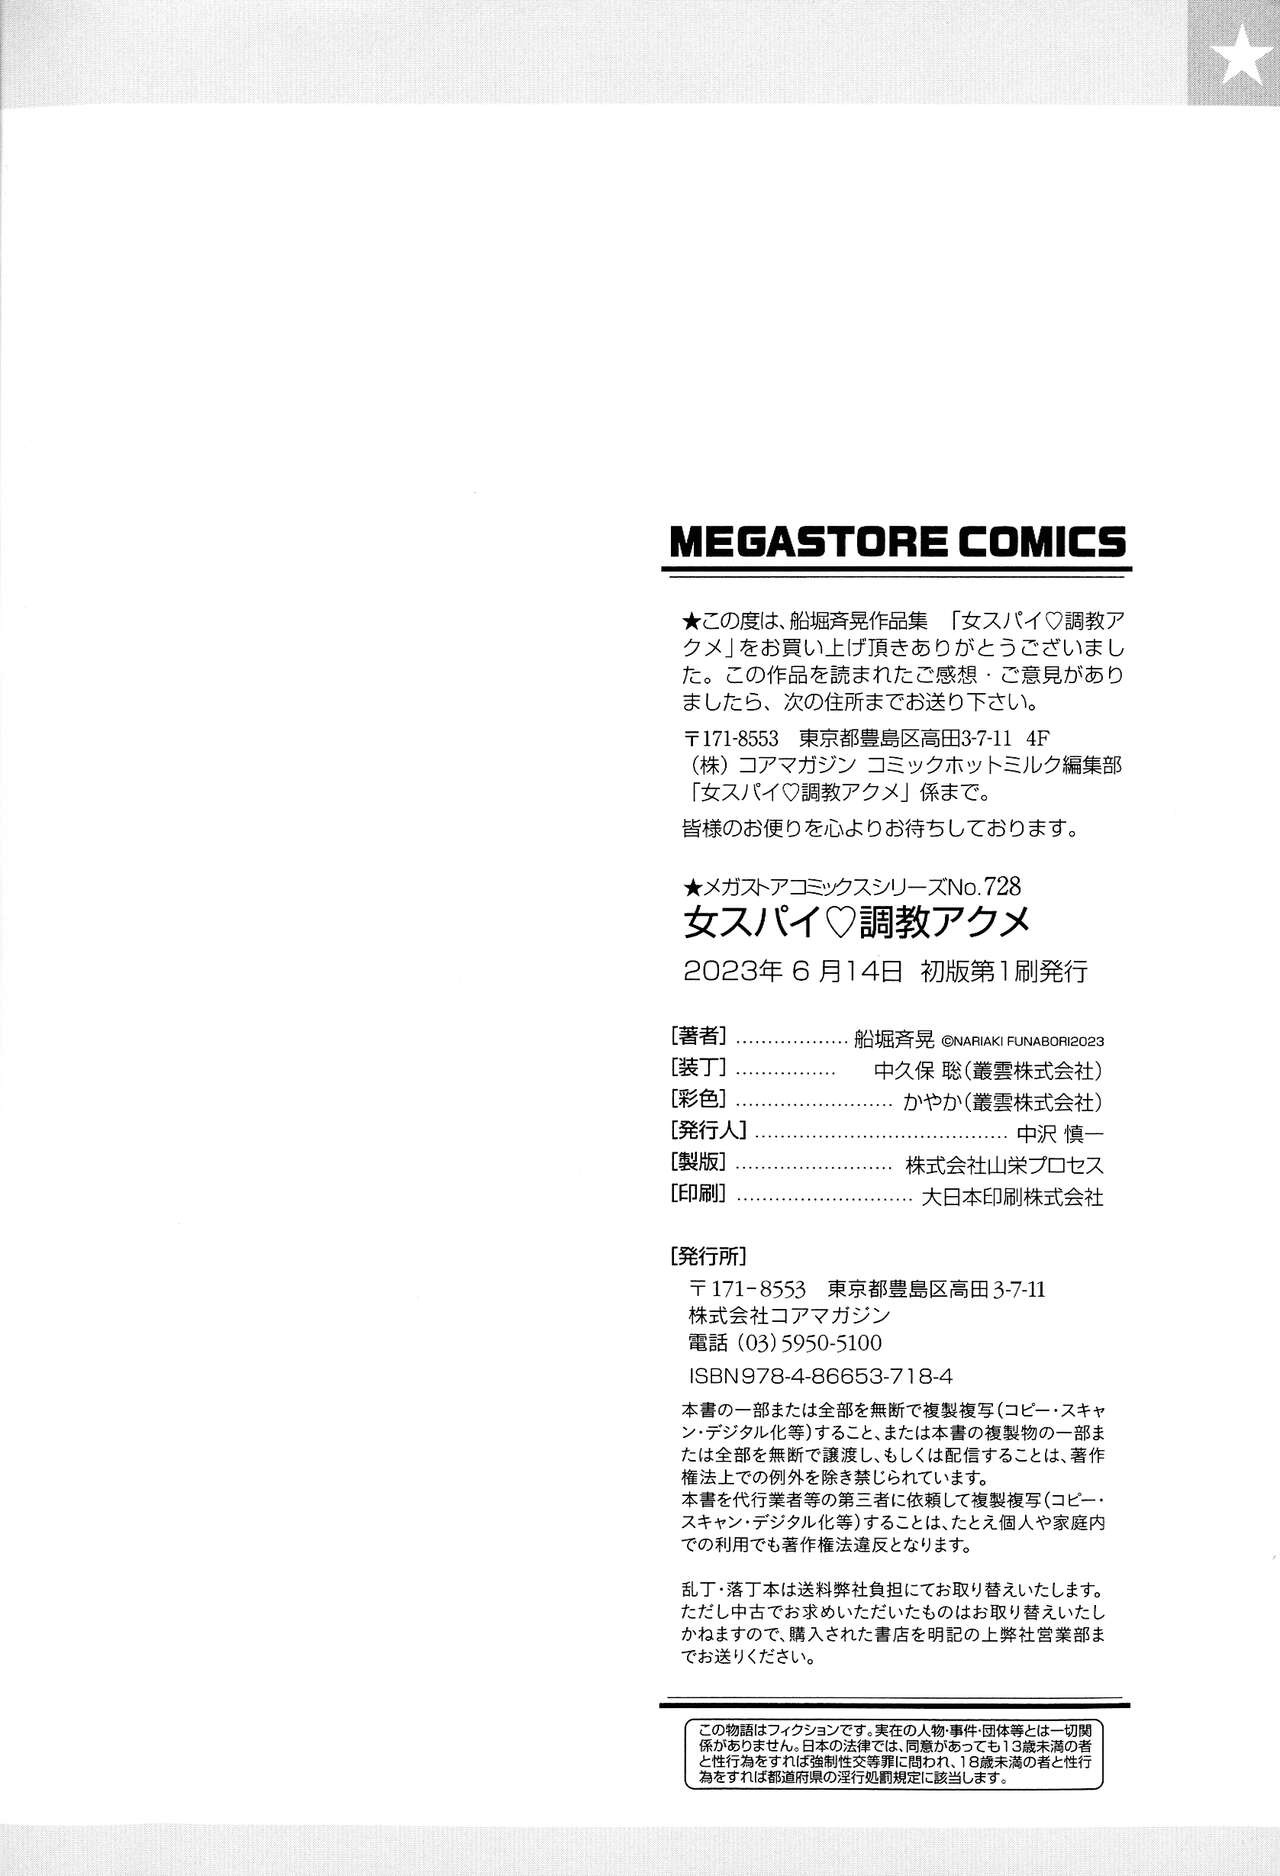 MEGASTORE COMICS
★この度は、船堀斉晃作品集 「女スパイ♡調教ア
クメ」をお買い上げ頂きありがとうございまし
た。この作品を読まれたご感想・ご意見があり
ましたら、次の住所までお送り下さい。
〒171-8553 東京都豊島区高田3-7-11 4F
(株) コアマガジン コミックホットミルク編集部
「女スパイ♡調教アクメ」係まで。
皆様のお便りを心よりお待ちしております。
★メガストアコミックスシリーズNo.728
女スパイ♡調教アクメ
2023年6月14日 初版第1刷発行
[著者] .................. 船堀斉晃 ©NARIAKI FUNABORI2023
[装丁] ................ 中久保 聡(叢雲株式会社)
[彩色] ......................... かやか(叢雲株式会社)
[発行人] ........................................ 中沢 慎一
[製版] ......................... 株式会社山栄プロセス
[印刷] ............................ 大日本印刷株式会社
[発行所]
〒171-8553 東京都豊島区高田3-7-11
株式会社コアマガジン
電話 (03)5950-5100
ISBN978-4-86653-718-4
本書の一部または全部を無断で複製複写(コピー・スキャ
ン・デジタル化等)すること、または本書の複製物の一部ま
たは全部を無断で譲渡し、もしくは配信することは、著作
権法上での例外を除き禁じられています。
本書を代行業者等の第三者に依頼して複製複写(コピー・
スキャン・デジタル化等)することは、たとえ個人や家庭内
での利用でも著作権法違反となります。
乱丁・落丁本は送料弊社負担にてお取り替えいたします。
ただし中古でお求めいただいたものはお取り替えいたし
かねますので、購入された書店を明記の上弊社営業部ま
でお送りください。
この物語はフィクションです。実在の人物・事件・団体等とは一切関
係がありません。日本の法律では、同意があっても13歳未満の者
と性行為をすれば強制性交等罪に問われ、18歳未満の者と性行
為をすれば都道府県の淫行処罰規定に該当します。